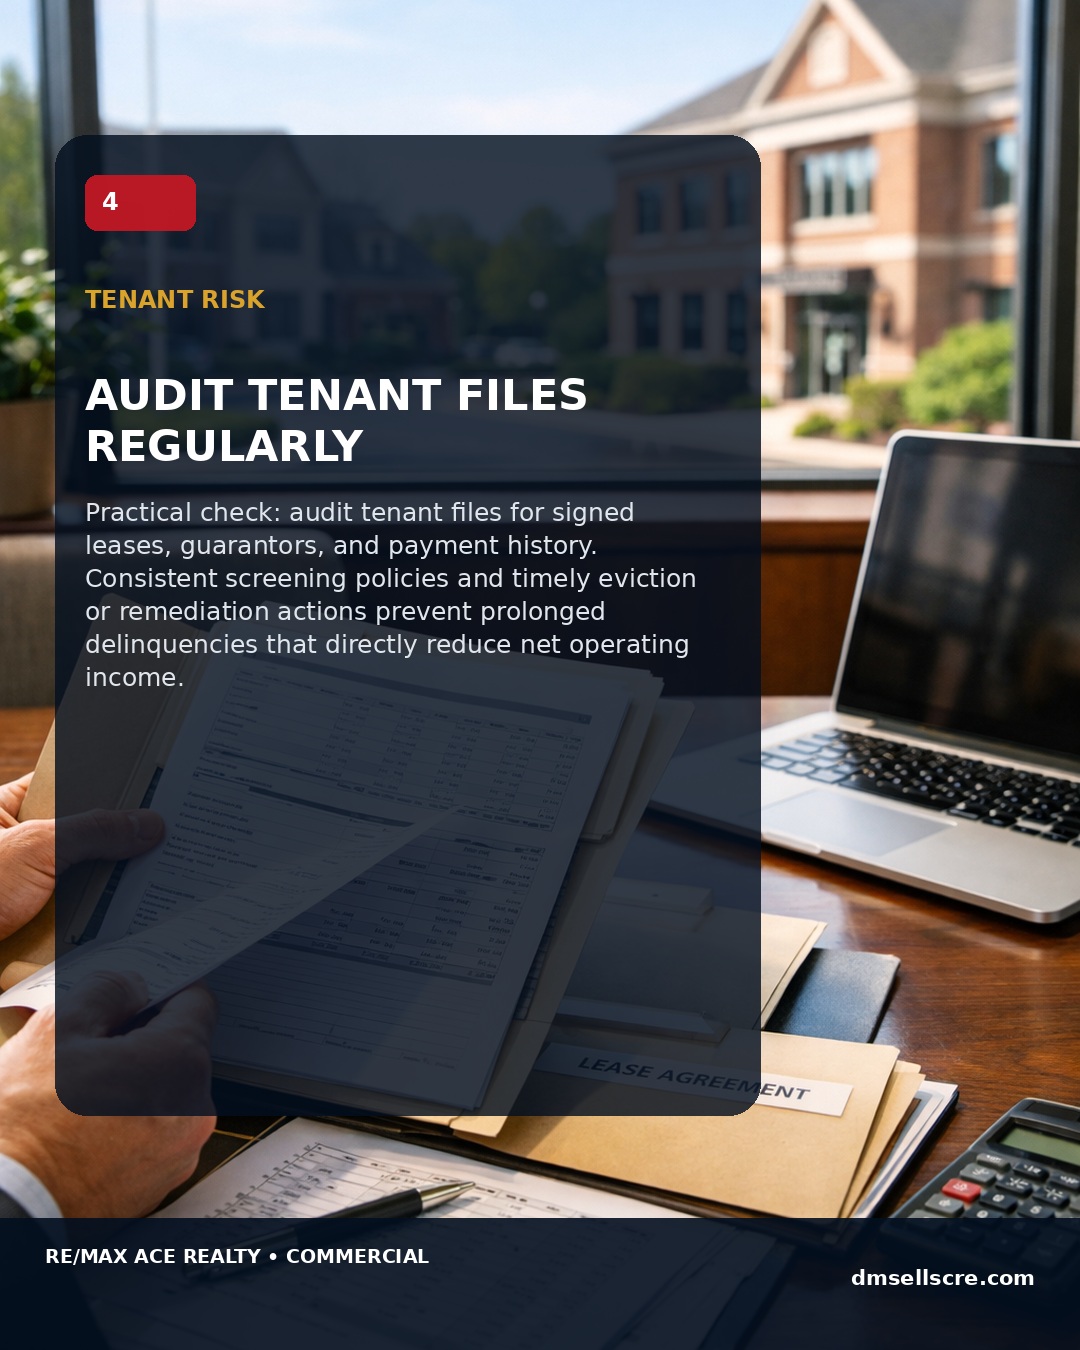 4
TENANT RISK
AUDIT TENANT FILES
REGULARLY
Practical check: audit tenant files for signed
leases, guarantors, and payment history.
Consistent screening policies and timely eviction
or remediation actions prevent prolonged
delinquencies that directly reduce net operating
income.
LEASE AGREEMENT
RE/MAX ACE REALTY • COMMERCIAL
dmsellscre.com